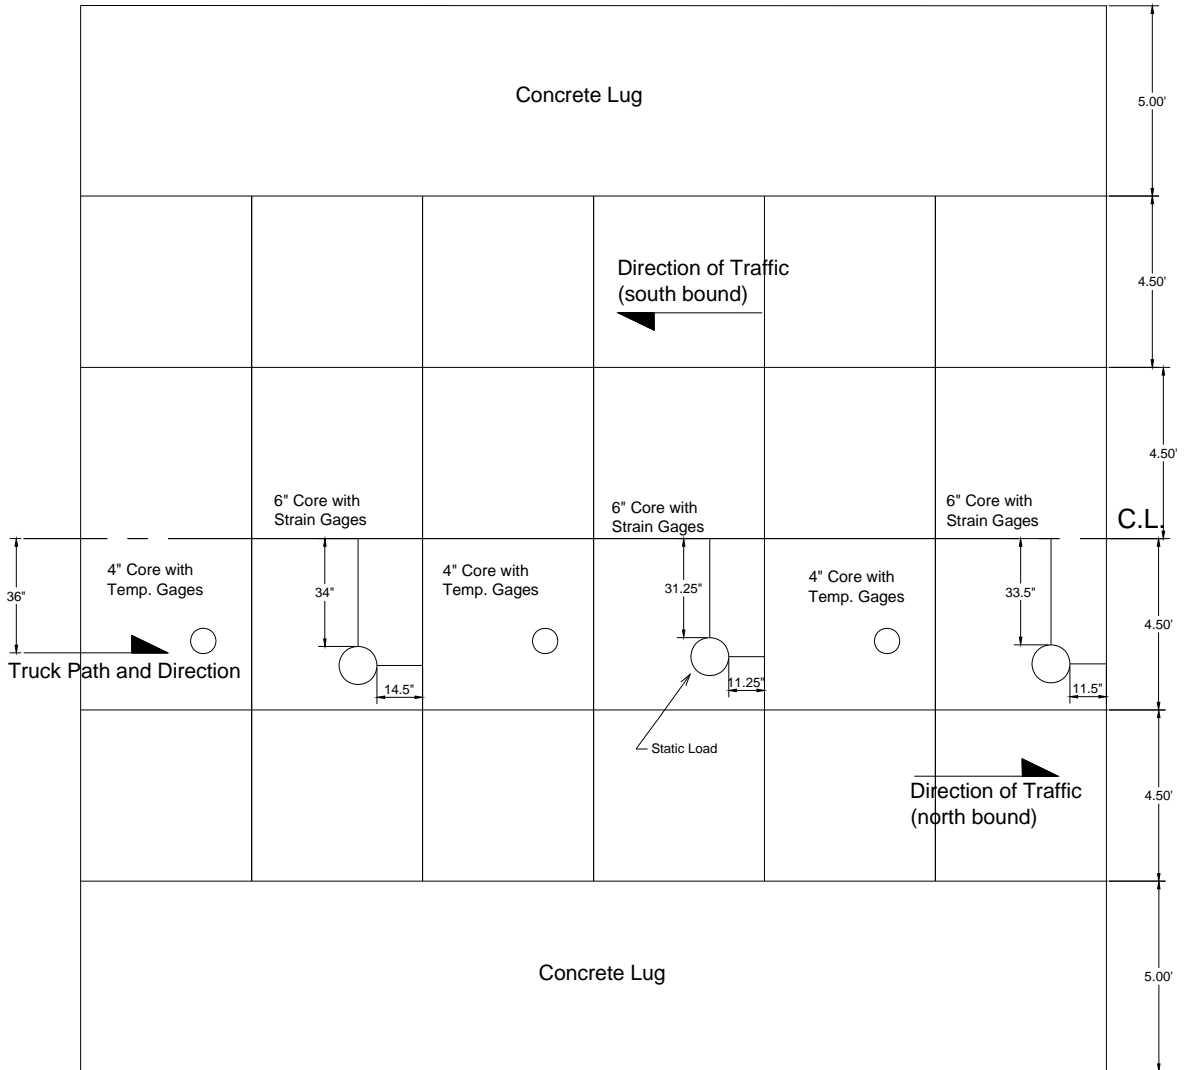 Concrete Lug
5.00'
4.50'
Direction of Traffic
(south bound)
4.50'
6" Core with
Strain Gages
6" Core with
Strain Gages
6" Core with
Strain Gages
C.L.
36"
4" Core with
Temp. Gages
34"
4" Core with
Temp. Gages
31.25"
4" Core with
Temp. Gages
33.5"
4.50'
Truck Path and Direction
14.5"
11.25"
11.5"
Static Load
Direction of Traffic
(north bound)
4.50'
Concrete Lug
5.00'